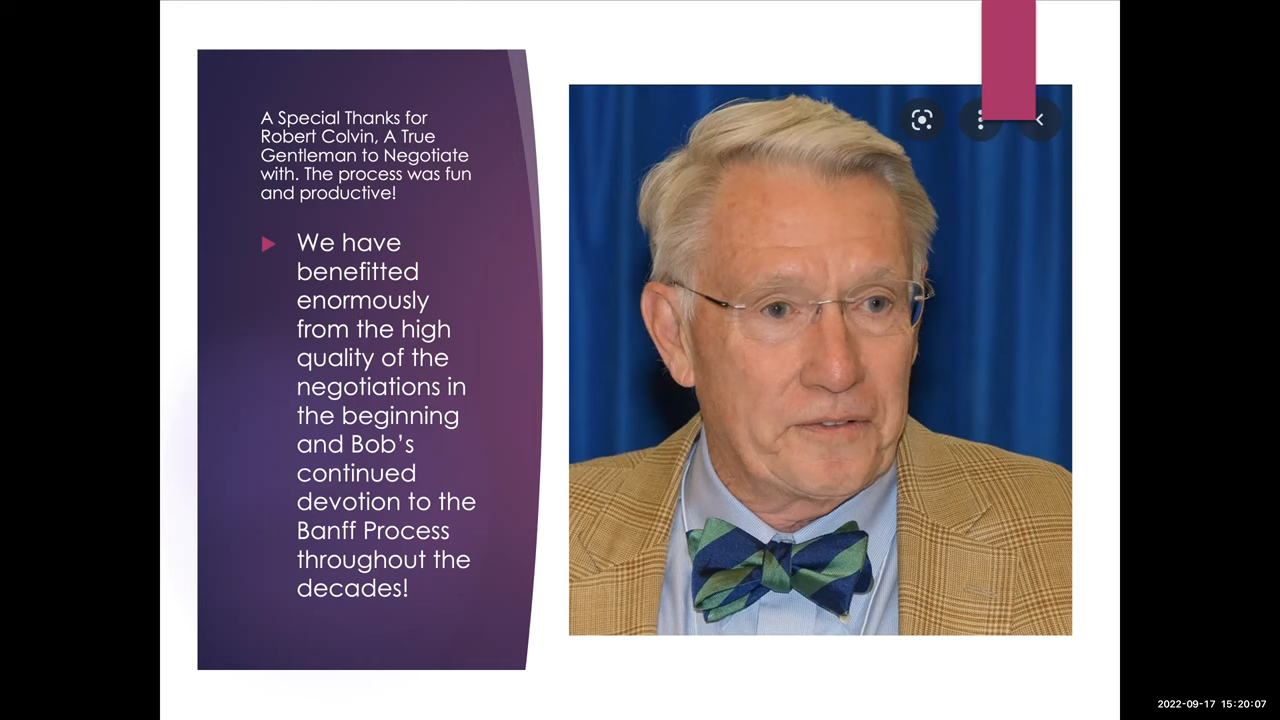 A Special Thanks for
Robert Colvin, A True
Gentleman to Negotiate
with. The process was fun
and productive!
We have
benefitted
enormously
from the high
quality of the
negotiations in
the beginning
and Bob’s
continued
devotion to the
Banff Process
throughout the
decades!
2022-09-17 15:20:07